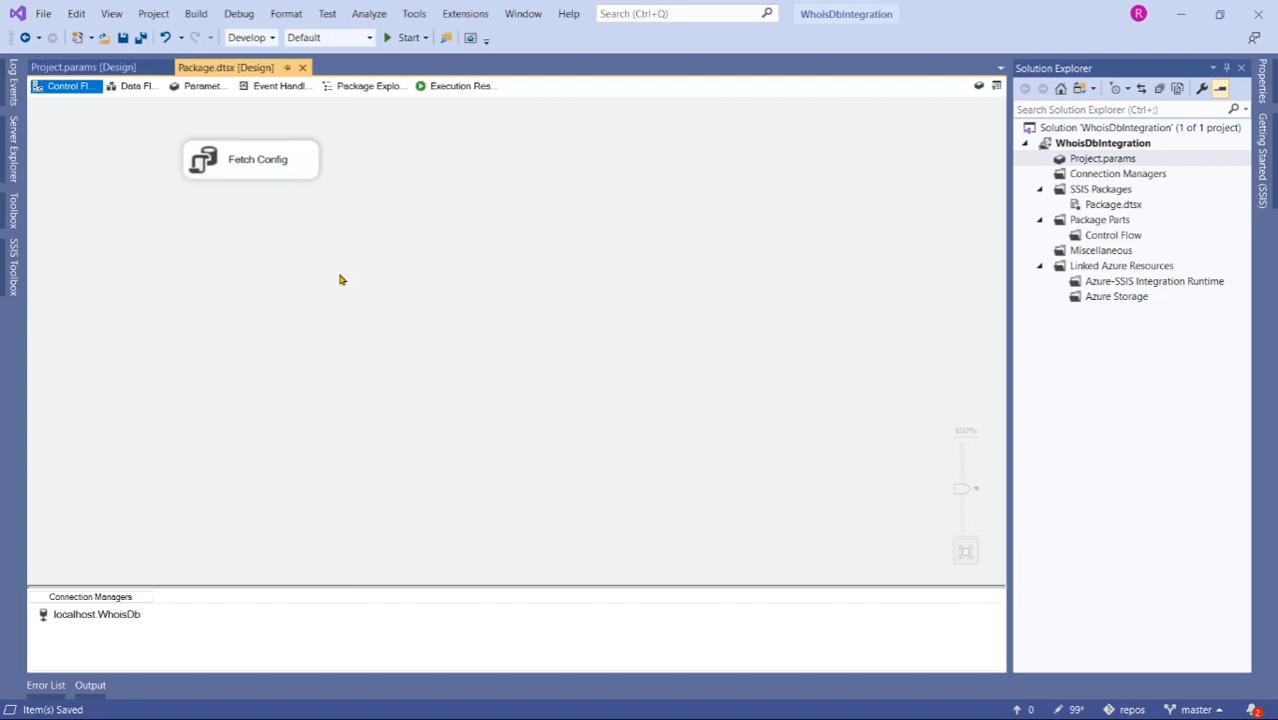 File Edit View Project Build Debug Format Test Analyze Tools Extensions Window Help Search (Ctrl+Q) WhoisDbIntegration R
Develop Default Start
Project.params [Design] Package.dtsx [Design]
Control Fl... Data Fl... Paramet... Event Handl... Package Explo... Execution Res...
Log Events
Server Explorer
Toolbox
SSIS Toolbox
Fetch Config
100%
Connection Managers
localhost.WhoisDb
Solution Explorer
Search Solution Explorer (Ctrl+;)
Solution 'WhoisDbIntegration' (1 of 1 project)
WhoisDbIntegration
Project.params
Connection Managers
SSIS Packages
Package.dtsx
Package Parts
Control Flow
Miscellaneous
Linked Azure Resources
Azure-SSIS Integration Runtime
Azure Storage
Properties
Getting Started (SSIS)
Error List Output
Item(s) Saved 0 99* repos master 2